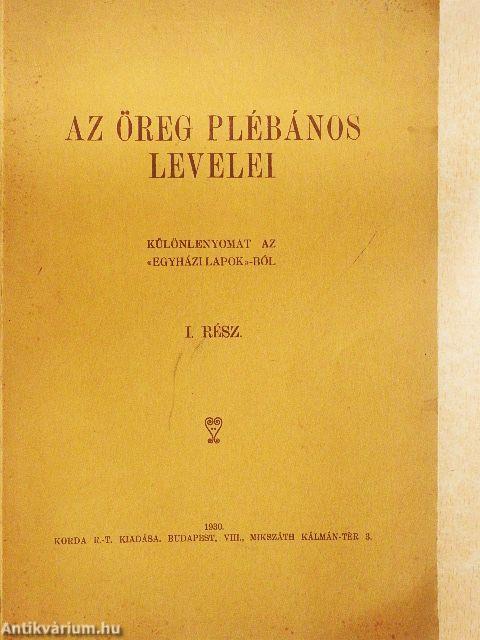 AZ ÖREG PLÉBÁNOS
LEVELEI
KÜLÖNLENYOMAT AZ
«EGYHÁZI LAPOK»-BÓL
I. RÉSZ.
1930.
KORDA R.-T. KIADÁSA. BUDAPEST, VIII., MIKSZÁTH KÁLMÁN-TÉR 3.
Antikvárium.hu